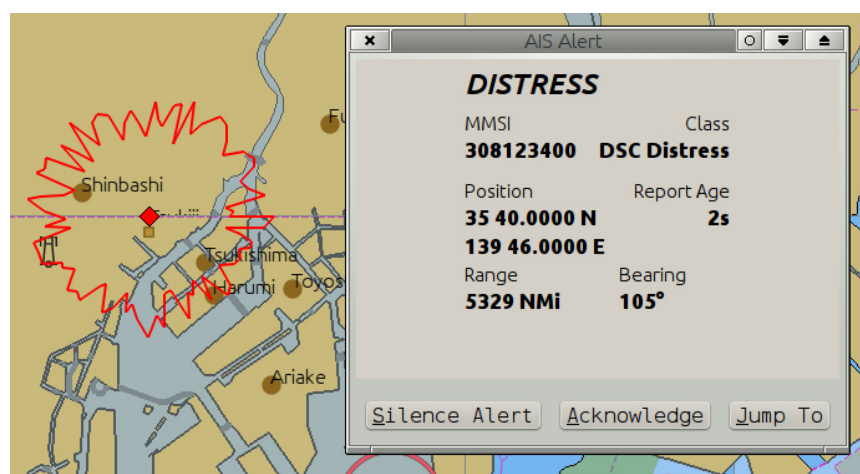 AIS Alert
DISTRESS
MMSI Class
308123400 DSC Distress
Position Report Age
35 40.0000 N 2s
139 46.0000 E
Range Bearing
5329 NMi 105°
Silence Alert Acknowledge Jump To
Shinbashi
Tsukishima
Harumi
Toyos
Ariake